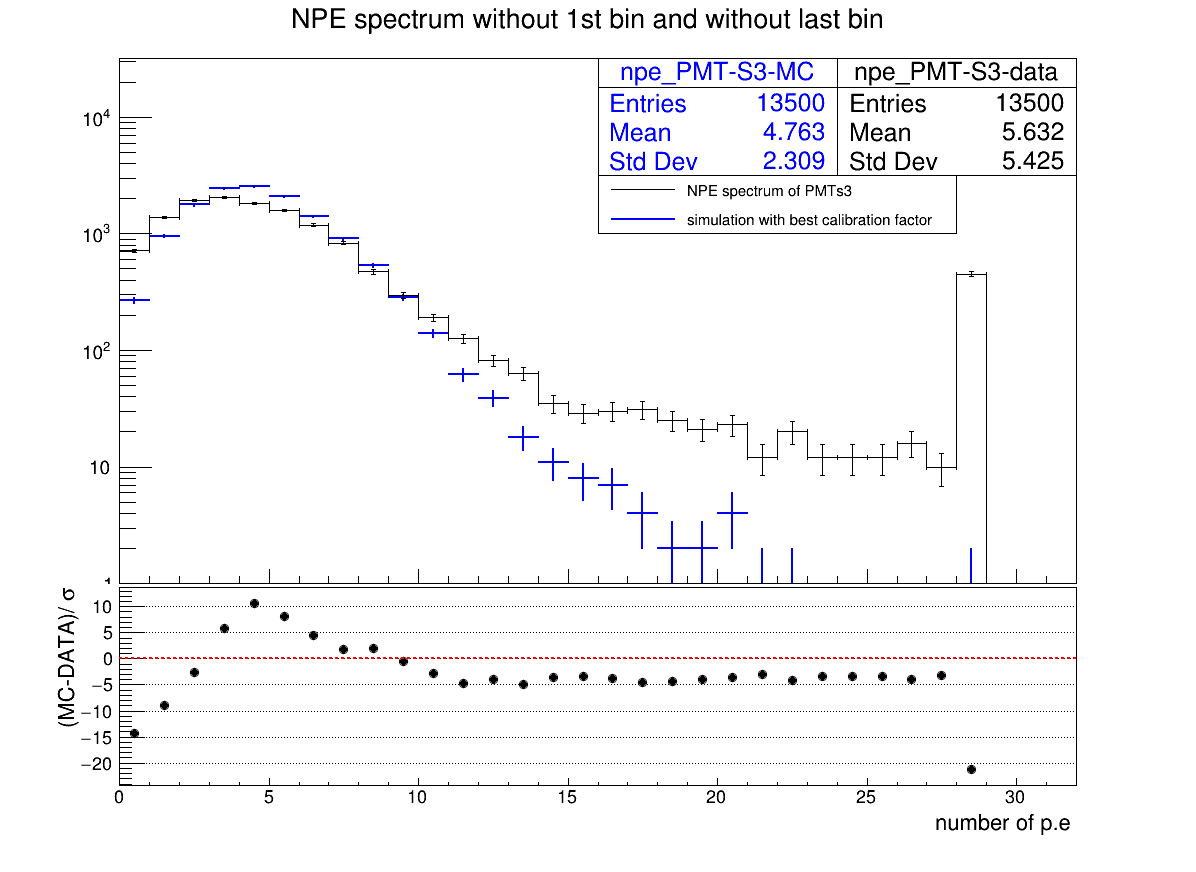 NPE spectrum without 1st bin and without last bin
npe_PMT-S3-MC npe_PMT-S3-data
Entries 13500 Entries 13500
Mean 4.763 Mean 5.632
Std Dev 2.309 Std Dev 5.425
NPE spectrum of PMTs3
simulation with best calibration factor
10⁴
10³
10²
10
1
(MC-DATA)/ σ
10
5
0
−5
−10
−15
−20
0 5 10 15 20 25 30
number of p.e